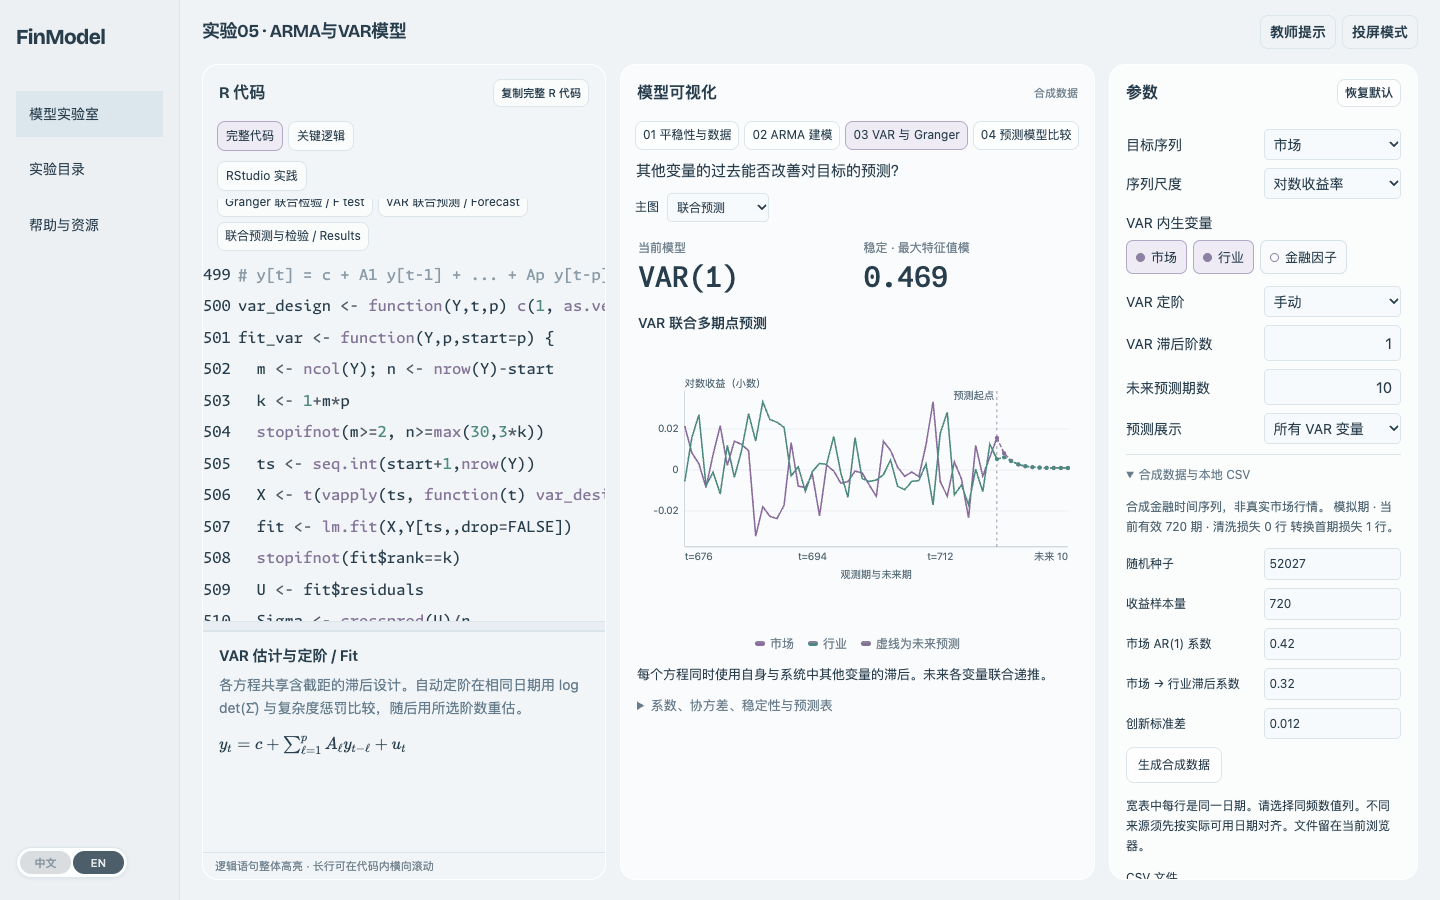 FinModel
模型实验室
实验目录
帮助与资源
中文 EN
实验05 · ARMA与VAR模型
教师提示 投屏模式
R 代码
复制完整 R 代码
完整代码 关键逻辑
RStudio 实践
Granger 联合检验 / F test VAR 联合预测 / Forecast
联合预测与检验 / Results
499 # y[t] = c + A1 y[t-1] + ... + Ap y[t-p]
500 var_design <- function(Y,t,p) c(1, as.ve
501 fit_var <- function(Y,p,start=p) {
502 m <- ncol(Y); n <- nrow(Y)-start
503 k <- 1+m*p
504 stopifnot(m>=2, n>=max(30,3*k))
505 ts <- seq.int(start+1,nrow(Y))
506 X <- t(vapply(ts, function(t) var_desi
507 fit <- lm.fit(X,Y[ts,,drop=FALSE])
508 stopifnot(fit$rank==k)
509 U <- fit$residuals
510 Sigma <- crossprod(U)/n
VAR 估计与定阶 / Fit
各方程共享含截距的滞后设计。自动定阶在相同日期用 log
det(Σ̂) 与复杂度惩罚比较，随后用所选阶数重估。
y_t = c + ∑_{ℓ=1}^p A_ℓ y_{t−ℓ} + u_t
逻辑语句整体高亮 · 长行可在代码内横向滚动
模型可视化
合成数据
01 平稳性与数据 02 ARMA 建模 03 VAR 与 Granger 04 预测模型比较
其他变量的过去能否改善对目标的预测?
主图 联合预测
当前模型 稳定 · 最大特征值模
VAR(1) 0.469
VAR 联合多期点预测
对数收益（小数）
预测起点
0.02
0
−0.02
t=676 t=694 t=712 未来 10
观测期与未来期
市场 行业 虚线为未来预测
每个方程同时使用自身与系统中其他变量的滞后。未来各变量联合递推。
▶ 系数、协方差、稳定性与预测表
参数
恢复默认
目标序列 市场
序列尺度 对数收益率
VAR 内生变量
市场 行业 金融因子
VAR 定阶 手动
VAR 滞后阶数 1
未来预测期数 10
预测展示 所有 VAR 变量
▼ 合成数据与本地 CSV
合成金融时间序列，非真实市场行情。 模拟期 · 当
前有效 720 期 · 清洗损失 0 行 转换首期损失 1 行。
随机种子 52027
收益样本量 720
市场 AR(1) 系数 0.42
市场 → 行业滞后系数 0.32
创新标准差 0.012
生成合成数据
宽表中每行是同一日期。请选择同频数值列。不同
来源须先按实际可用日期对齐。文件留在当前浏览
器。
CSV 文件